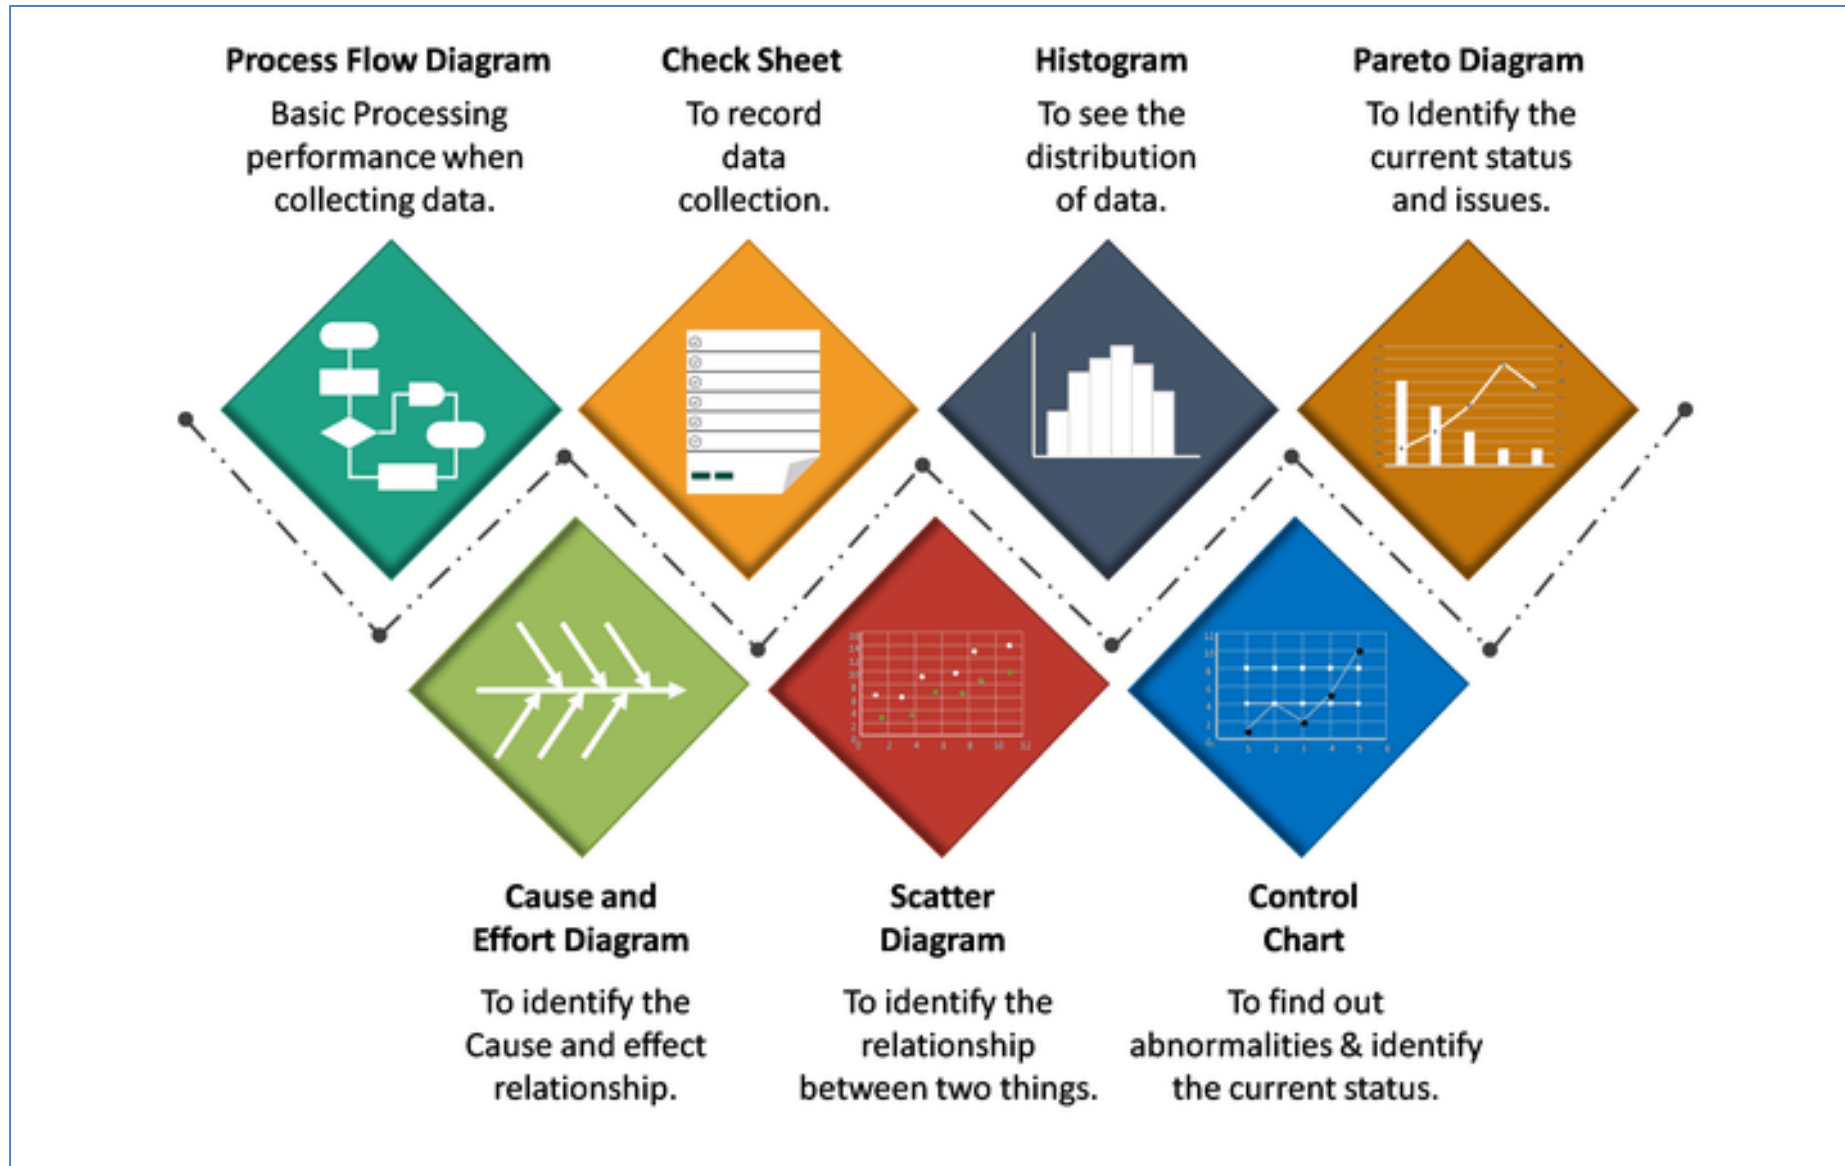 Process Flow Diagram
Basic Processing
performance when
collecting data.
Check Sheet
To record
data
collection.
Histogram
To see the
distribution
of data.
Pareto Diagram
To Identify the
current status
and issues.
Cause and
Effort Diagram
To identify the
Cause and effect
relationship.
Scatter
Diagram
To identify the
relationship
between two things.
Control
Chart
To find out
abnormalities & identify
the current status.